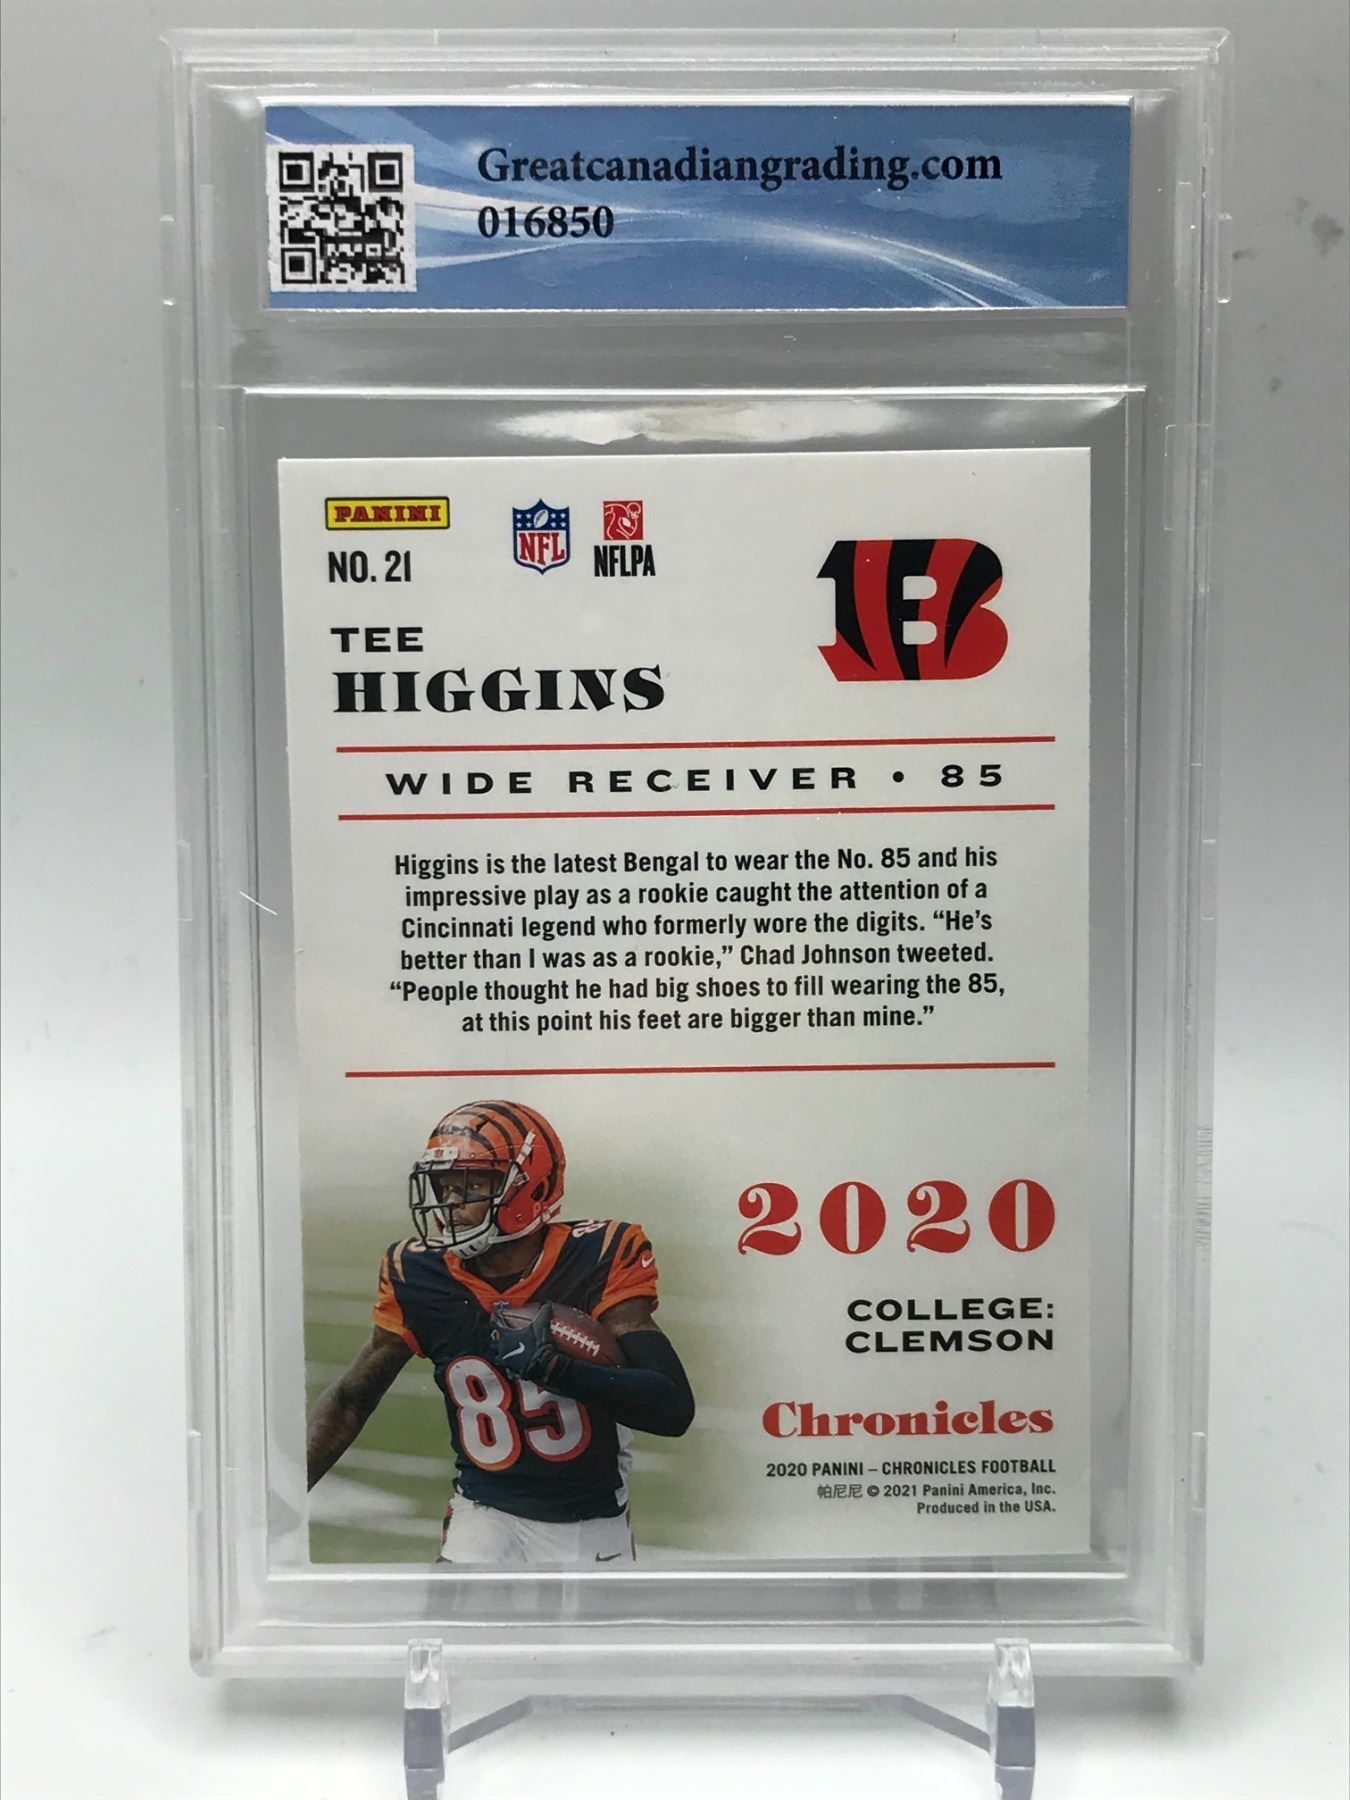 Greatcanadiangrading.com
016850
PANINI
NO. 21
NFL
NFLPA
B
TEE
HIGGINS
WIDE RECEIVER • 85
Higgins is the latest Bengal to wear the No. 85 and his
impressive play as a rookie caught the attention of a
Cincinnati legend who formerly wore the digits. “He’s
better than I was as a rookie,” Chad Johnson tweeted.
“People thought he had big shoes to fill wearing the 85,
at this point his feet are bigger than mine.”
85
2020
COLLEGE:
CLEMSON
Chronicles
2020 PANINI – CHRONICLES FOOTBALL
帕尼尼 © 2021 Panini America, Inc.
Produced in the USA.